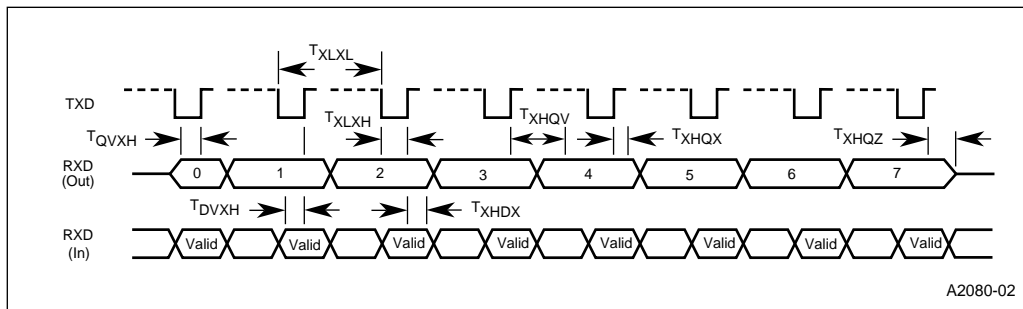 TXLXL
TXD
TXLXH
TXHQV
TQVXH
TXHQX
TXHQZ
RXD
(Out)
0 1 2 3 4 5 6 7
TDVXH
TXHDX
RXD
(In)
Valid Valid Valid Valid Valid Valid Valid Valid
A2080-02